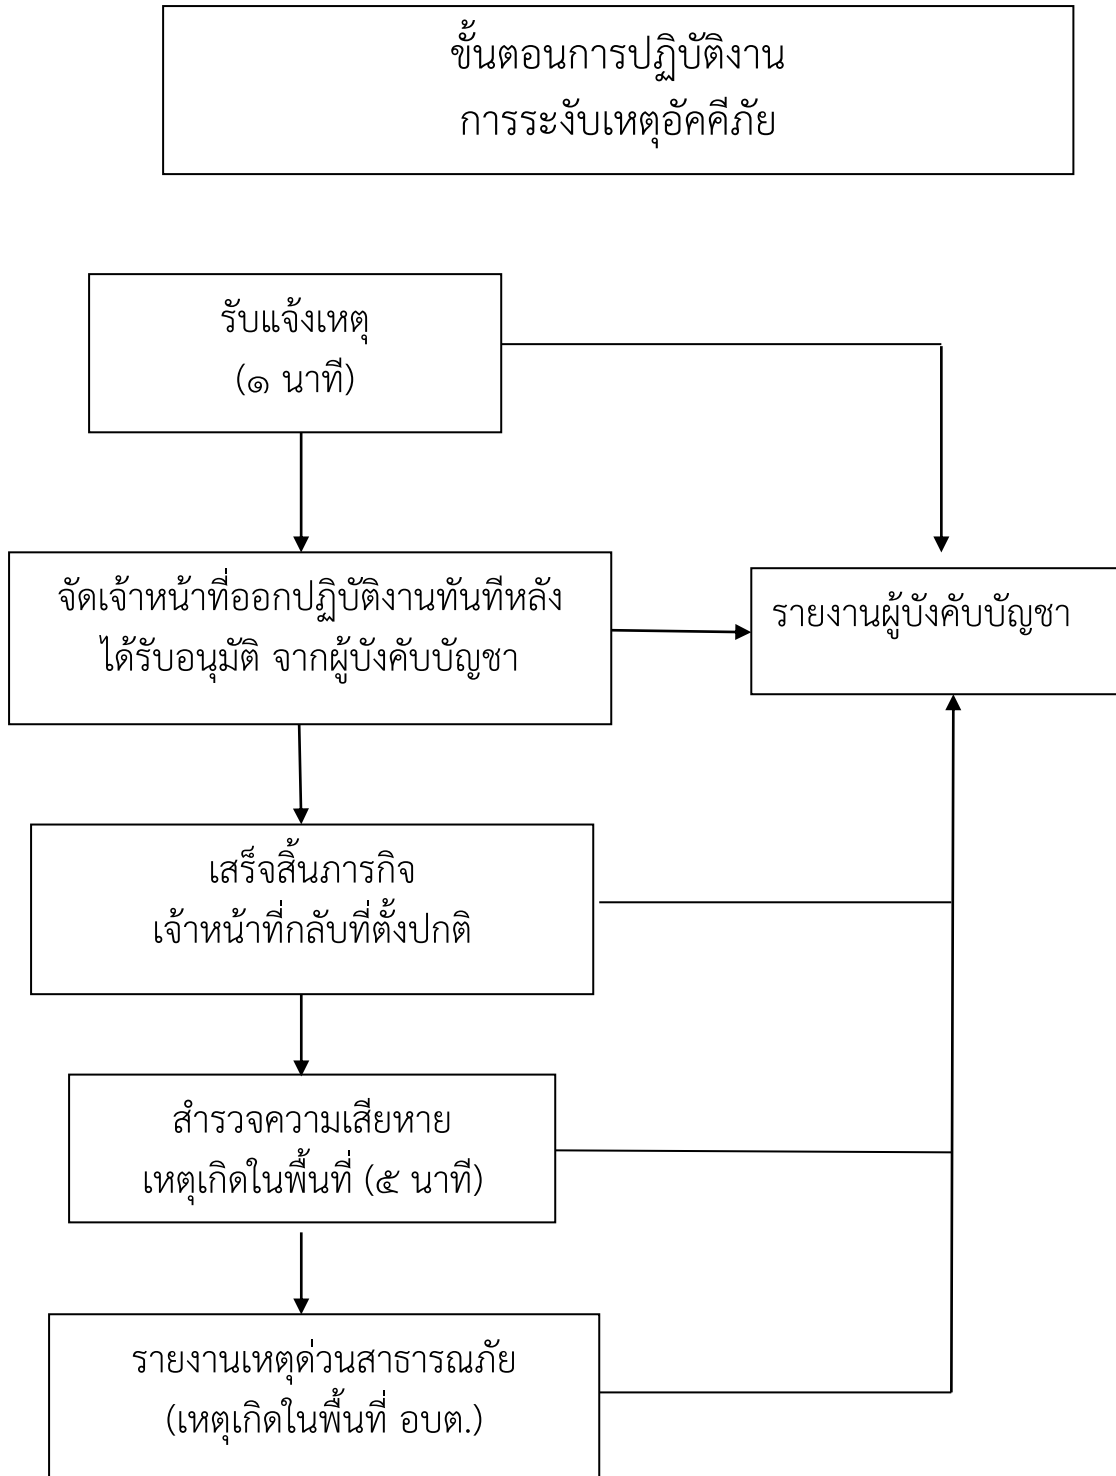 ขั้นตอนการปฏิบัติงาน
การระงับเหตุอัคคีภัย
รับแจ้งเหตุ
(๑ นาที)
จัดเจ้าหน้าที่ออกปฏิบัติงานทันทีหลัง
ได้รับอนุมัติ จากผู้บังคับบัญชา
รายงานผู้บังคับบัญชา
เสร็จสิ้นภารกิจ
เจ้าหน้าที่กลับที่ตั้งปกติ
สำรวจความเสียหาย
เหตุเกิดในพื้นที่ (๕ นาที)
รายงานเหตุด่วนสาธารณภัย
(เหตุเกิดในพื้นที่ อบต.)